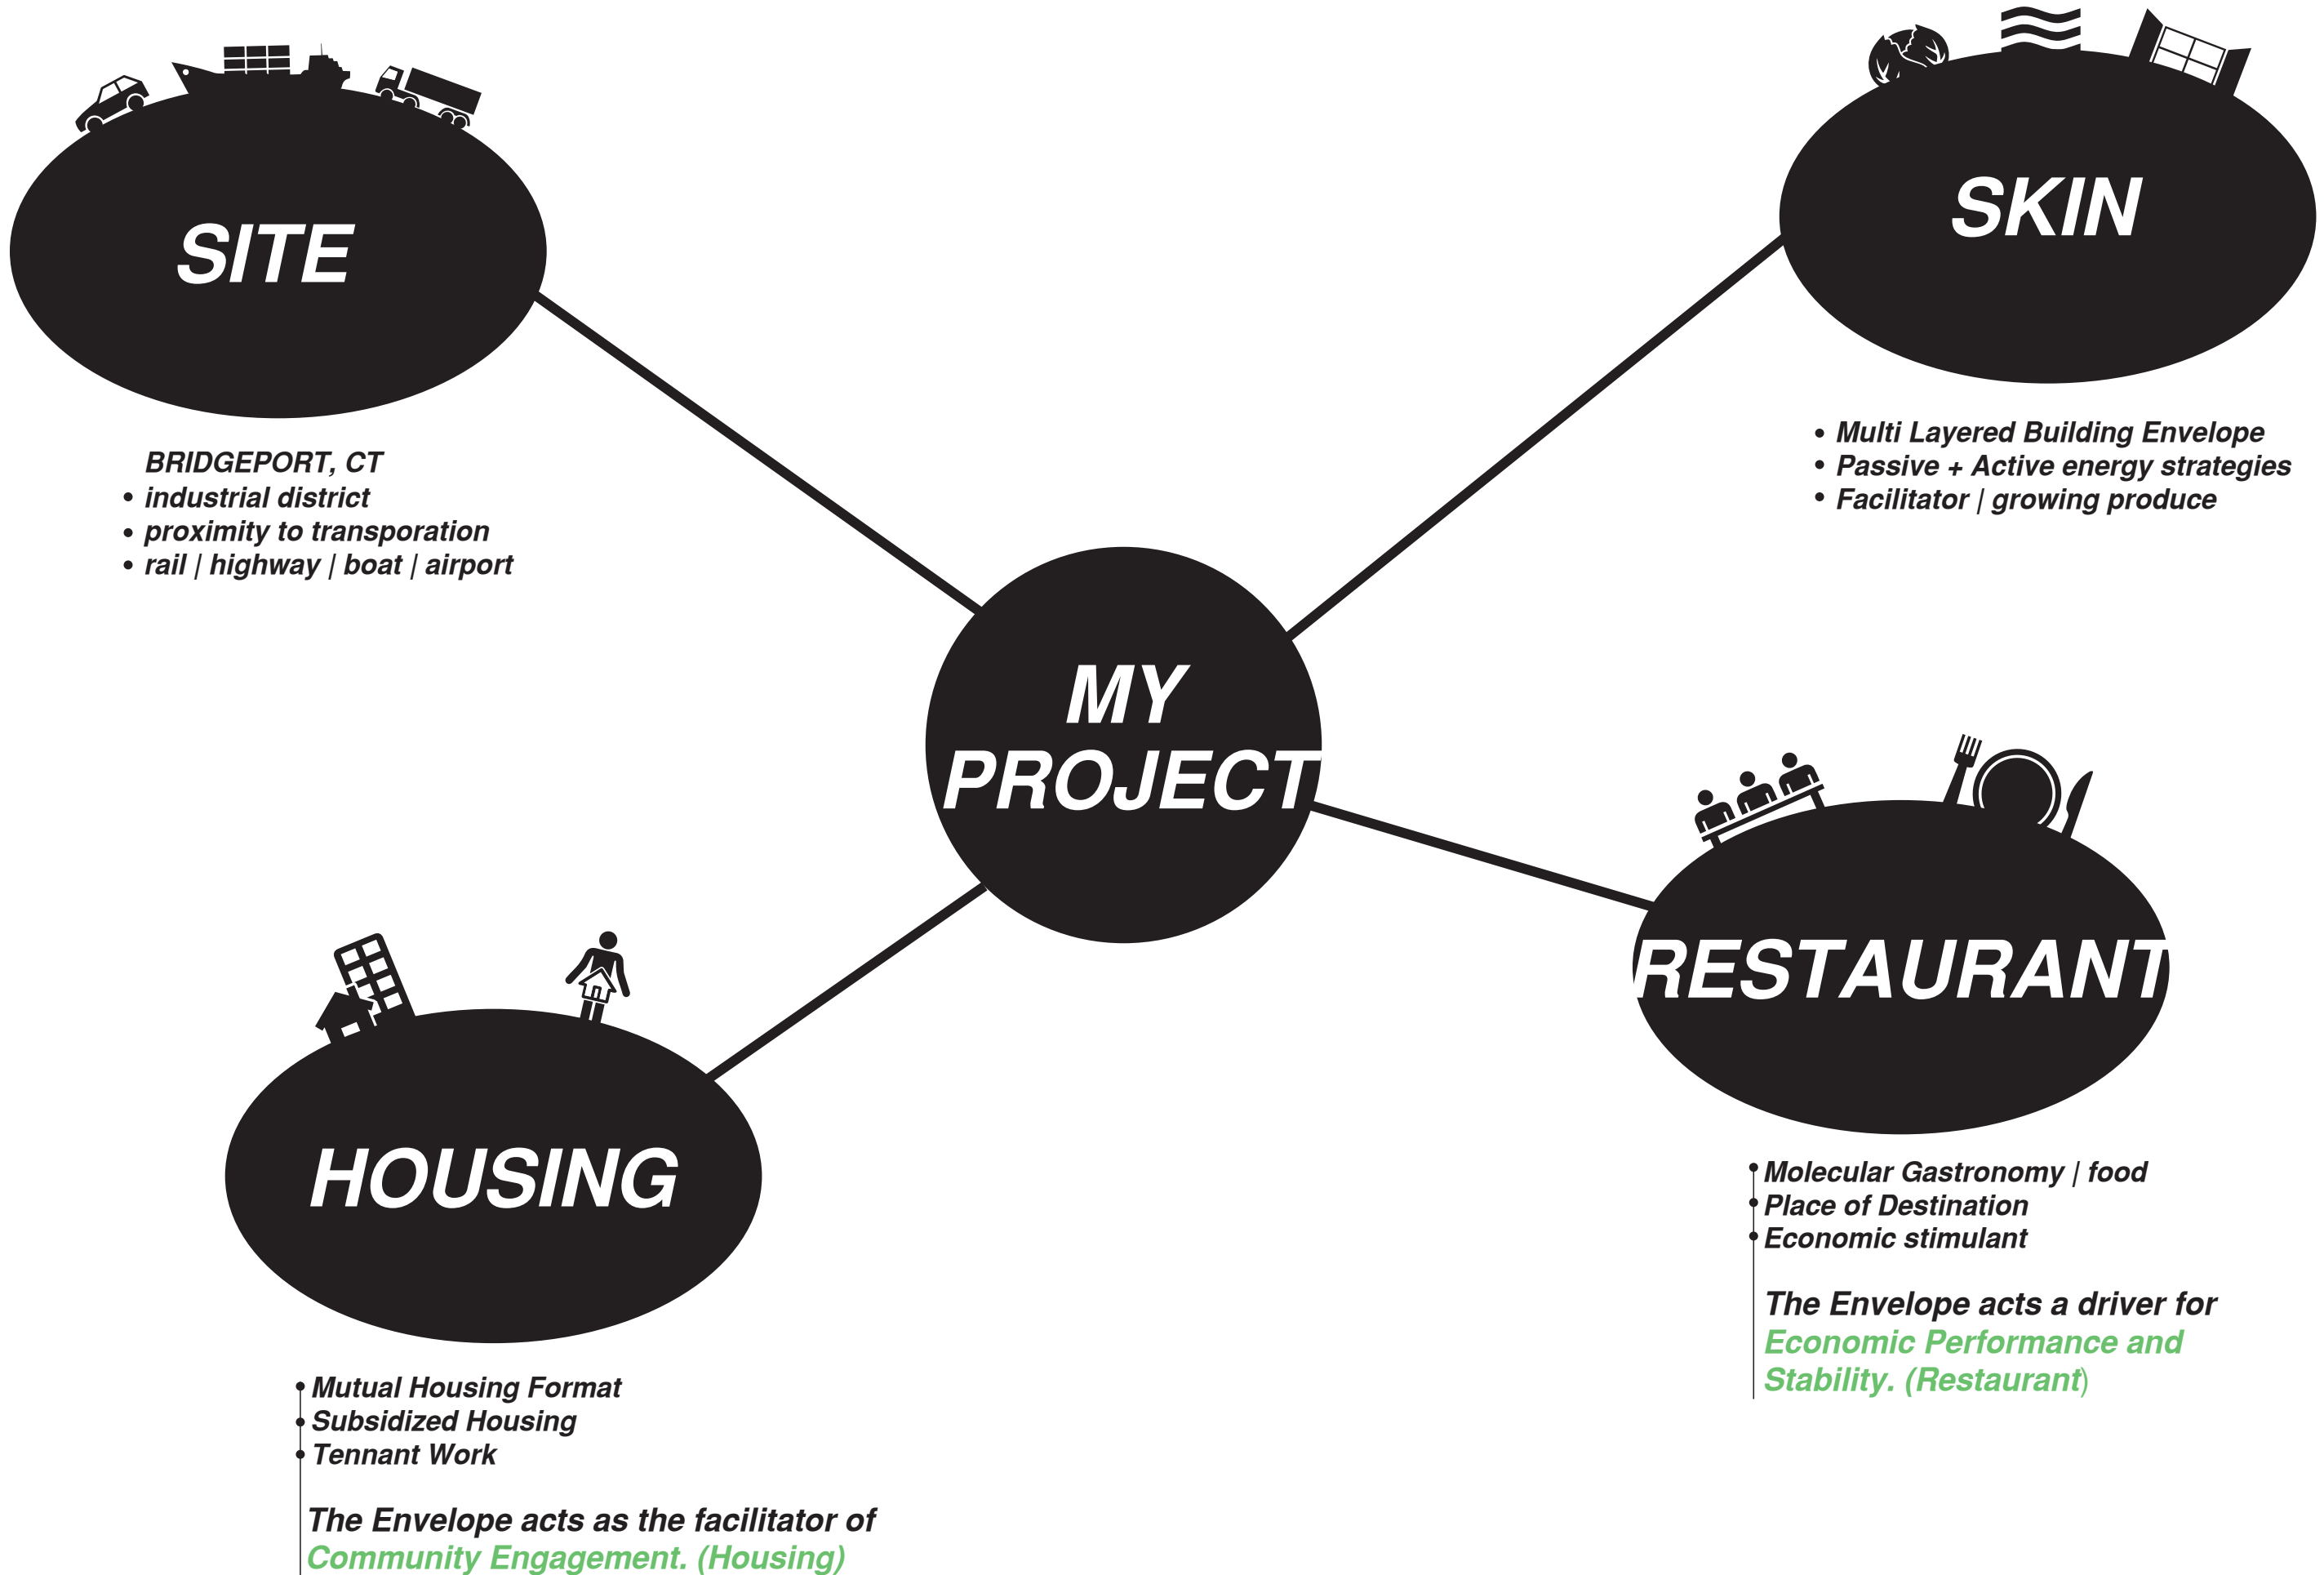 SITE
BRIDGEPORT, CT
• industrial district
• proximity to transporation
• rail | highway | boat | airport
SKIN
• Multi Layered Building Envelope
• Passive + Active energy strategies
• Facilitator | growing produce
MY
PROJECT
HOUSING
• Mutual Housing Format
• Subsidized Housing
• Tennant Work
The Envelope acts as the facilitator of
Community Engagement. (Housing)
RESTAURANT
• Molecular Gastronomy | food
• Place of Destination
• Economic stimulant
The Envelope acts a driver for
Economic Performance and
Stability. (Restaurant)